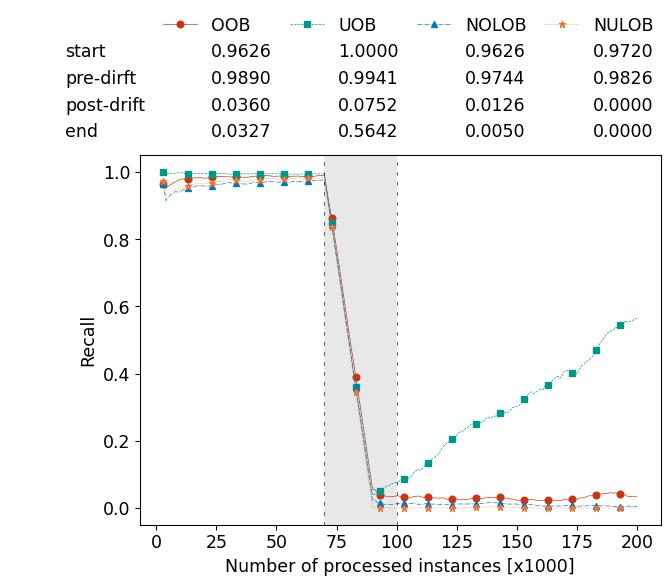 OOB UOB NOLOB NULOB
start 0.9626 1.0000 0.9626 0.9720
pre-dirft 0.9890 0.9941 0.9744 0.9826
post-drift 0.0360 0.0752 0.0126 0.0000
end 0.0327 0.5642 0.0050 0.0000
1.0
0.8
0.6
0.4
0.2
0.0
Recall
0 25 50 75 100 125 150 175 200
Number of processed instances [x1000]